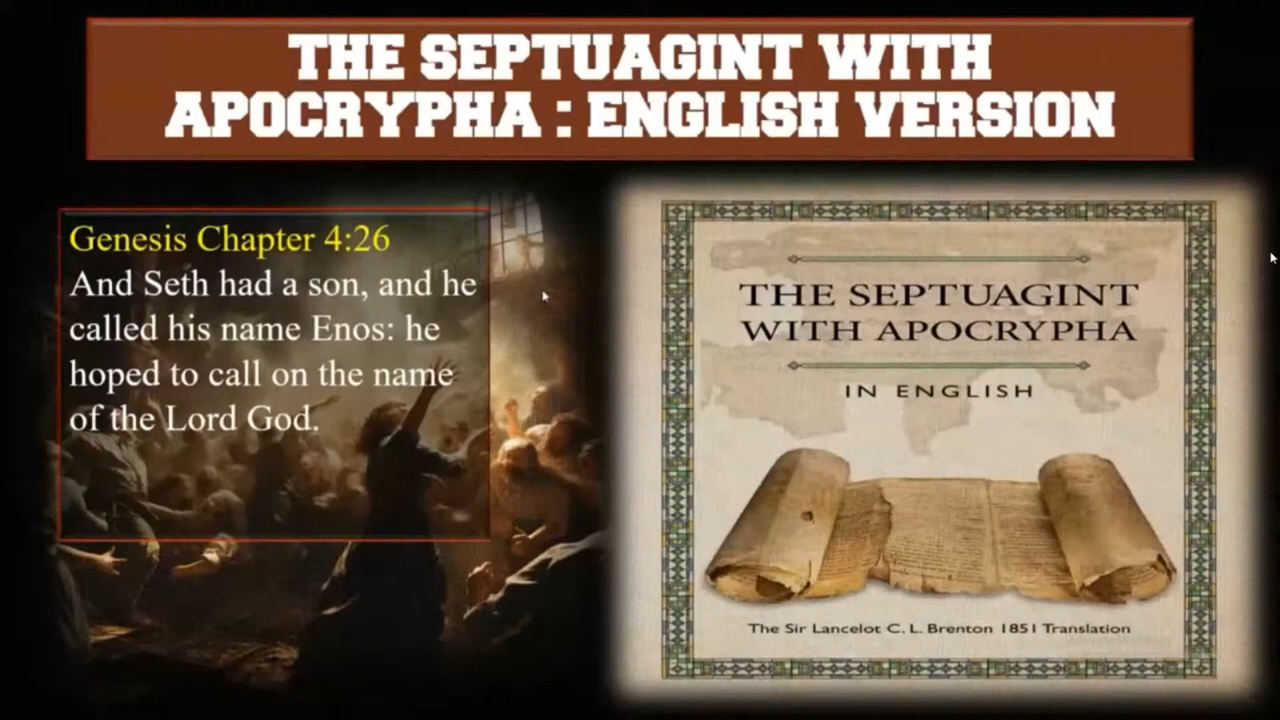 THE SEPTUAGINT WITH
APOCRYPHA : ENGLISH VERSION
Genesis Chapter 4:26
And Seth had a son, and he
called his name Enos: he
hoped to call on the name
of the Lord God.
THE SEPTUAGINT
WITH APOCRYPHA
IN ENGLISH
The Sir Lancelot C. L. Brenton 1851 Translation